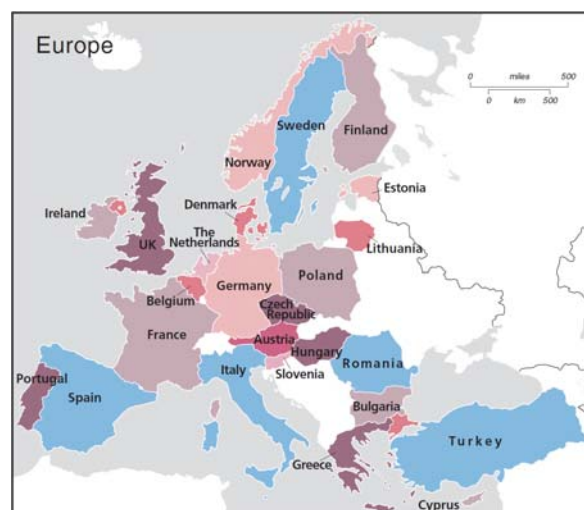 Europe
0 miles 500
0 km 500
Sweden
Finland
Norway
Estonia
Denmark
Ireland
The
Netherlands
Lithuania
UK
Poland
Belgium
Germany
Czech
Republic
France
Austria
Hungary
Romania
Italy
Slovenia
Portugal
Spain
Bulgaria
Turkey
Greece
Cyprus